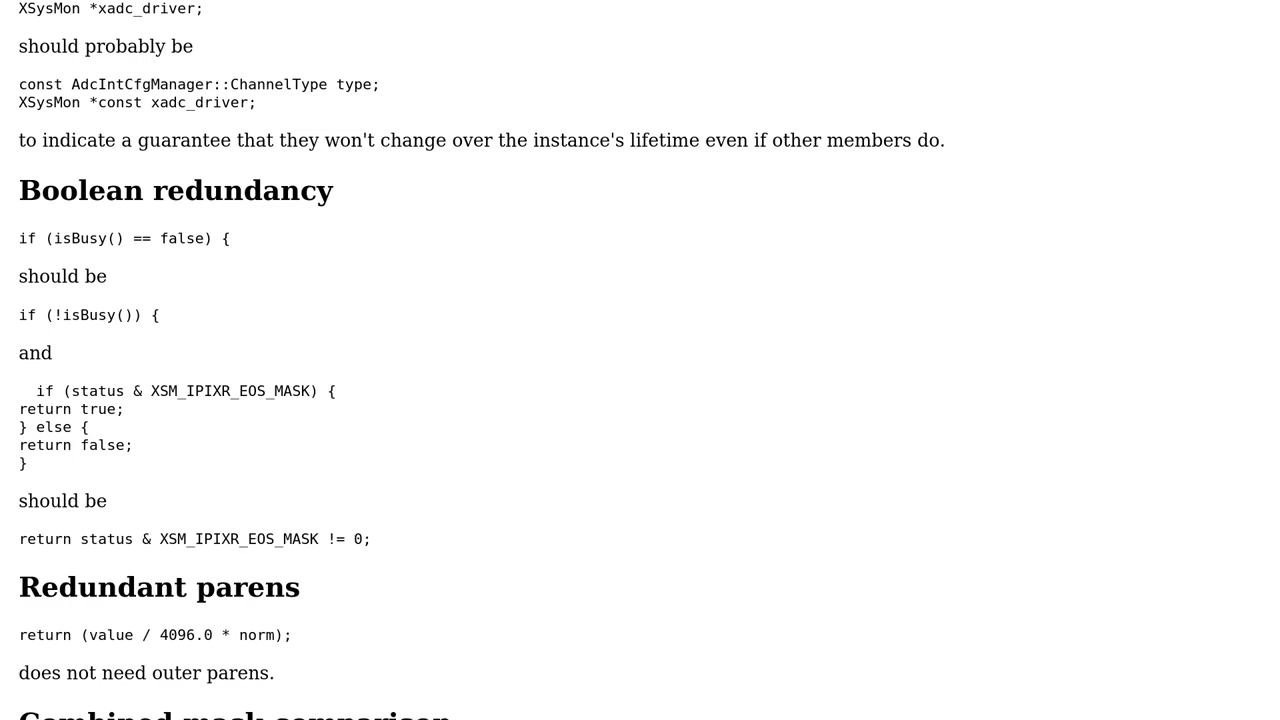 XSysMon *xadc_driver;
should probably be
const AdcIntCfgManager::ChannelType type;
XSysMon *const xadc_driver;
to indicate a guarantee that they won't change over the instance's lifetime even if other members do.
Boolean redundancy
if (isBusy() == false) {
should be
if (!isBusy()) {
and
  if (status & XSM_IPIXR_EOS_MASK) {
return true;
} else {
return false;
}
should be
return status & XSM_IPIXR_EOS_MASK != 0;
Redundant parens
return (value / 4096.0 * norm);
does not need outer parens.
Combined mask comparison